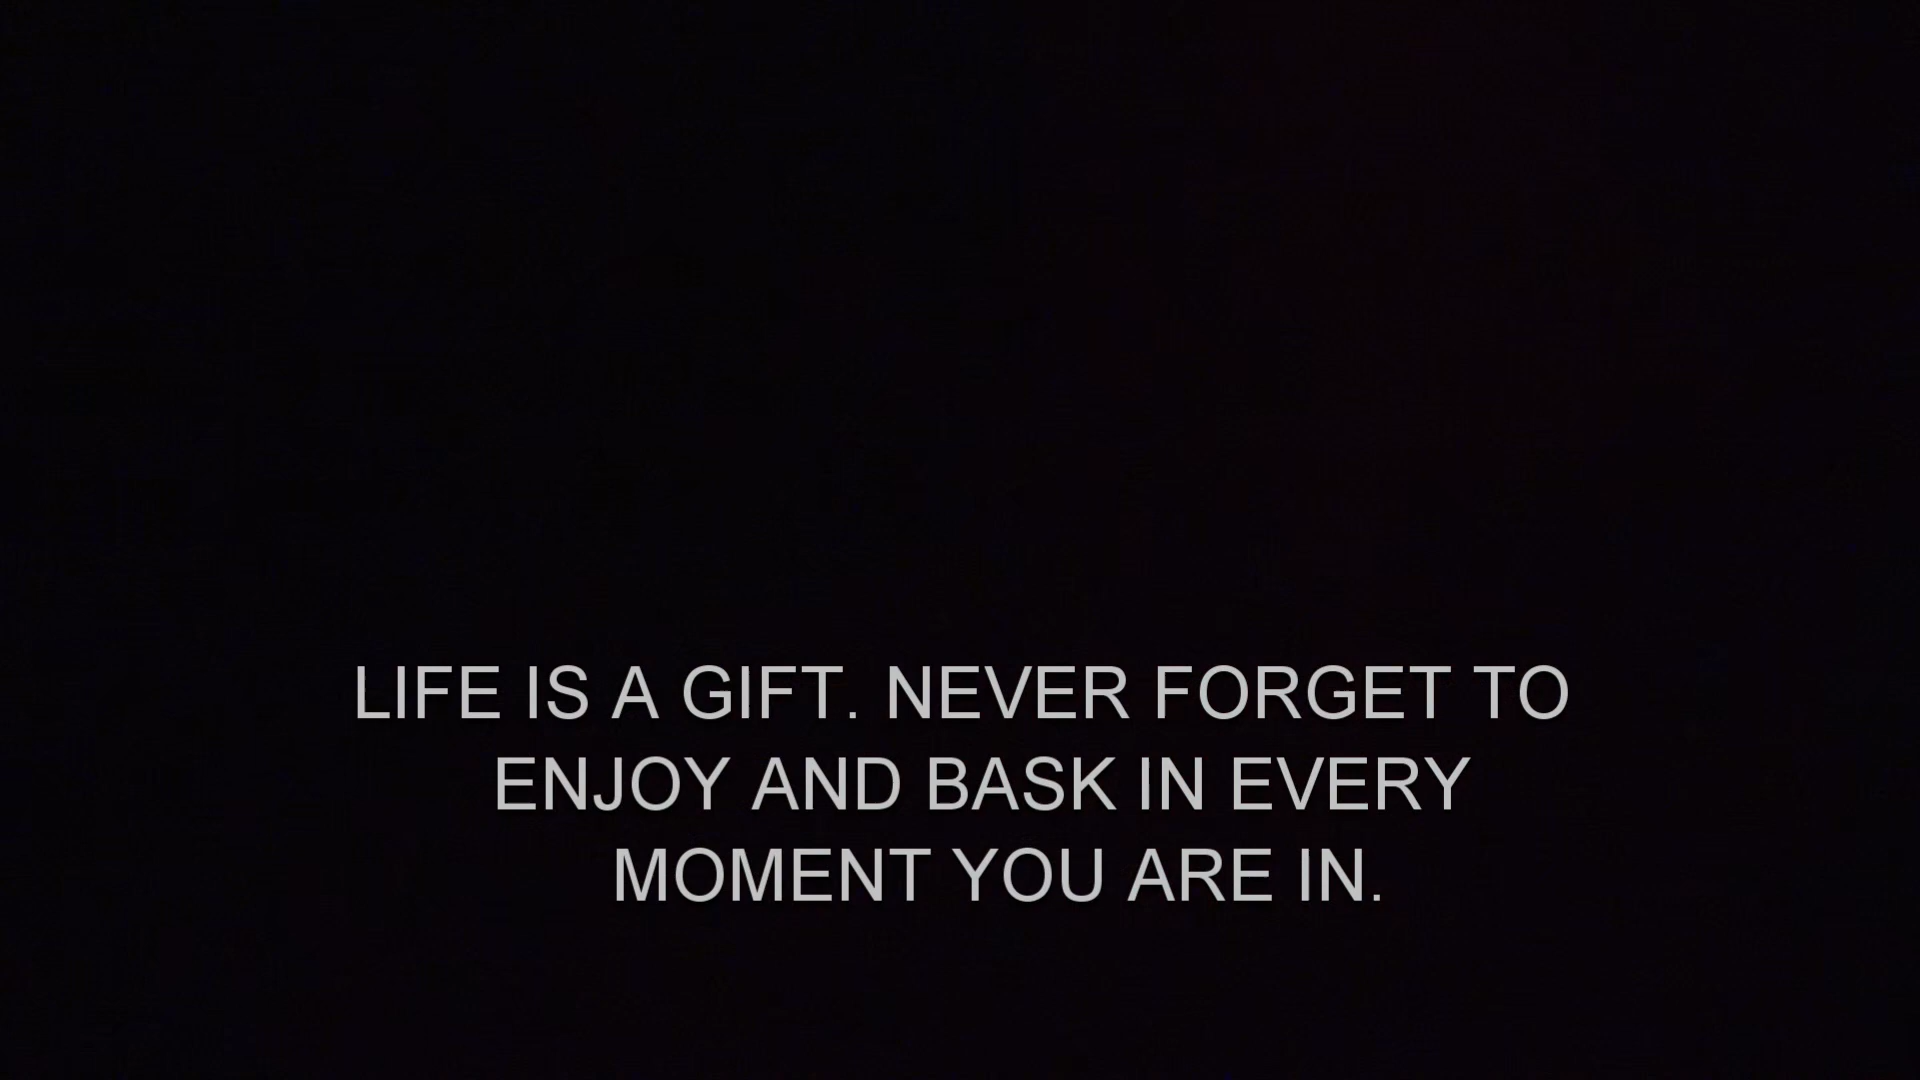 LIFE IS A GIFT. NEVER FORGET TO
ENJOY AND BASK IN EVERY
MOMENT YOU ARE IN.